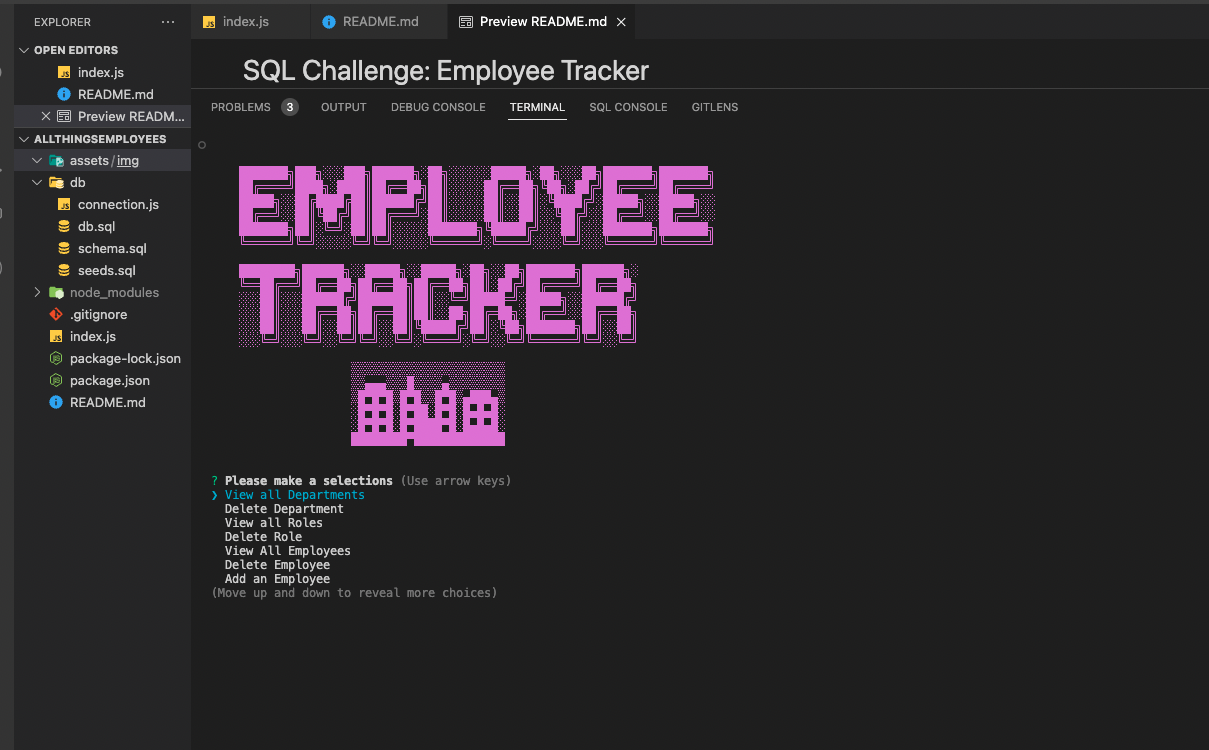 EXPLORER
OPEN EDITORS
index.js
README.md
Preview READM...
ALLTHINGSEMPLOYEES
assets/img
db
connection.js
db.sql
schema.sql
seeds.sql
node_modules
.gitignore
index.js
package-lock.json
package.json
README.md
index.js README.md Preview README.md
SQL Challenge: Employee Tracker
PROBLEMS 3 OUTPUT DEBUG CONSOLE TERMINAL SQL CONSOLE GITLENS
EMPLOYEE
TRACKER
? Please make a selections (Use arrow keys)
❯ View all Departments
Delete Department
View all Roles
Delete Role
View All Employees
Delete Employee
Add an Employee
(Move up and down to reveal more choices)